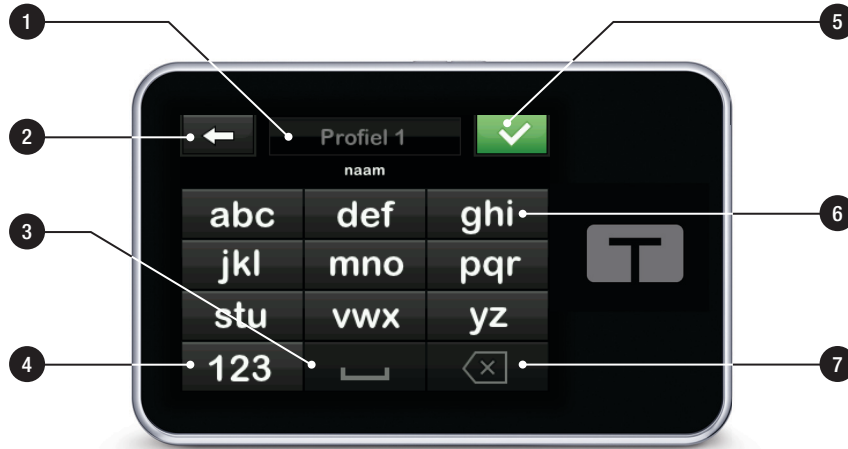 1
5
2
Profiel 1
naam
abc def ghi
6
3
jkl mno pqr
stu vwx yz
4
123
7